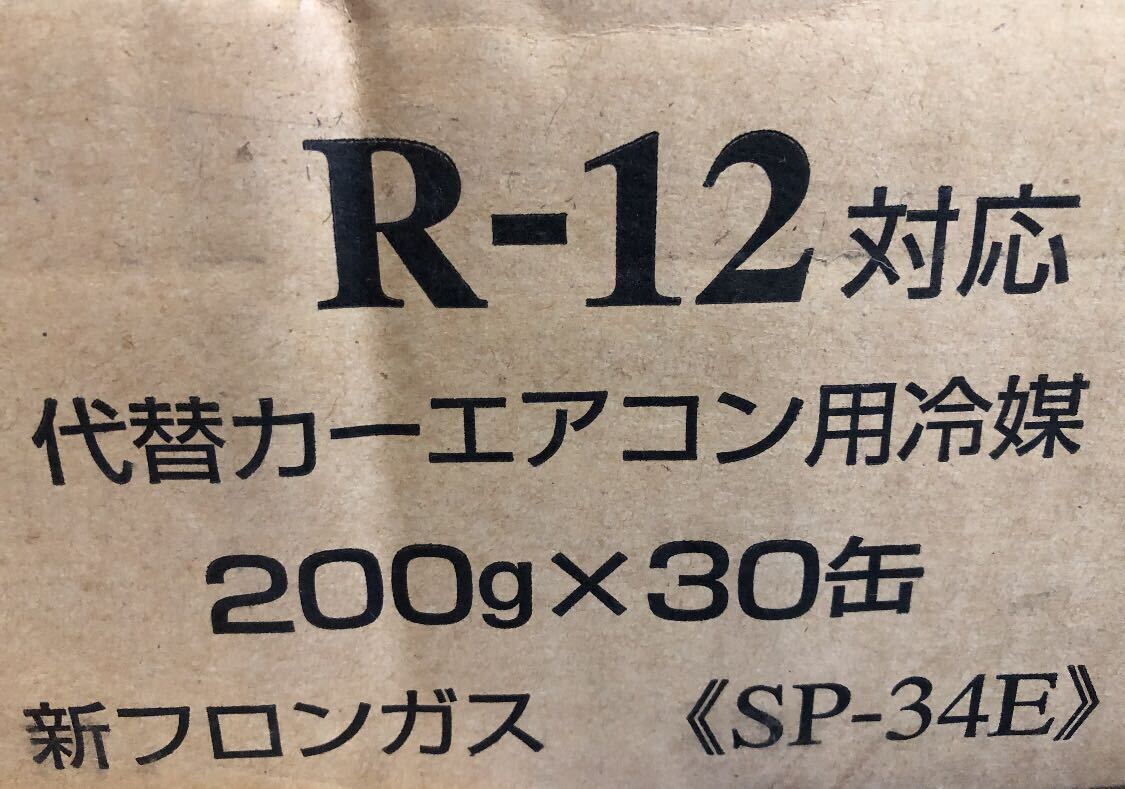 R-12対応
代替カーエアコン用冷媒
200g×30缶
新フロンガス 《SP-34E》